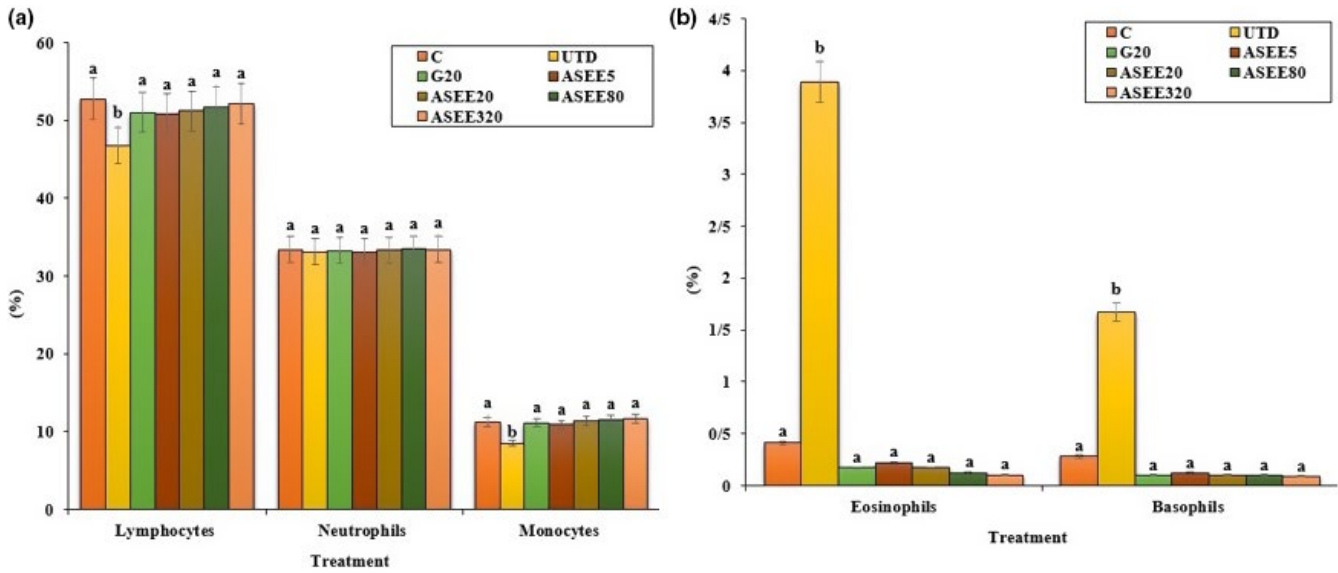 (a)
60
50
40
30
20
10
0
(%)
C UTD
G20 ASEE5
ASEE20 ASEE80
ASEE320
a b a a a a a
a a a a a a a
a b a a a a a
Lymphocytes Neutrophils Monocytes
Treatment
(b)
4/5
4
3/5
3
2/5
2
1/5
1
0/5
0
(%)
C UTD
G20 ASEE5
ASEE20 ASEE80
ASEE320
a b a a a a a
a b a a a a a
Eosinophils Basophils
Treatment